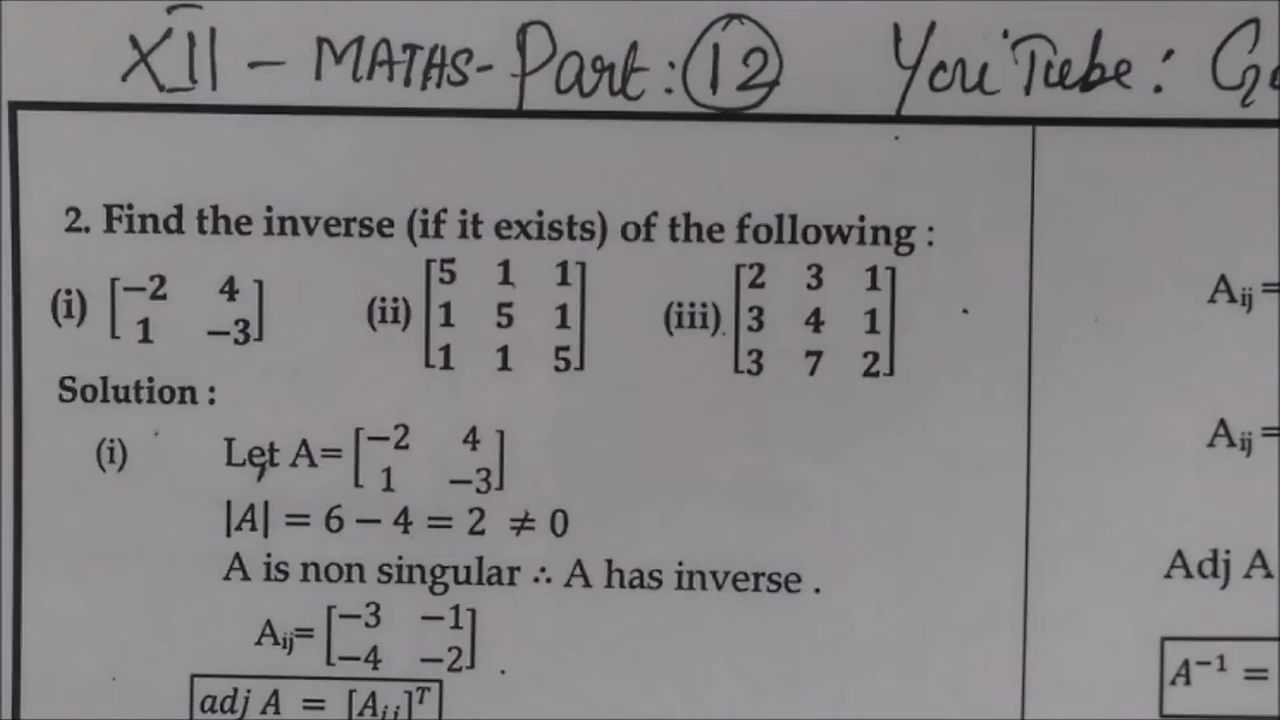 XII - MATHS - Part : 12 YouTube :
2. Find the inverse (if it exists) of the following :
(i) [−2 4 (ii) [5 1 1] (iii) [2 3 1]
1 −3] 1 5 1 3 4 1
1 1 5 3 7 2
Solution :
(i) Let A= [−2 4
1 −3]
|A| = 6 − 4 = 2 ≠ 0
A is non singular ∴ A has inverse .
Aij= [−3 −1
−4 −2] .
adj A = [Aij]ᵀ
Aij=
Aij=
Adj A
A⁻¹ =